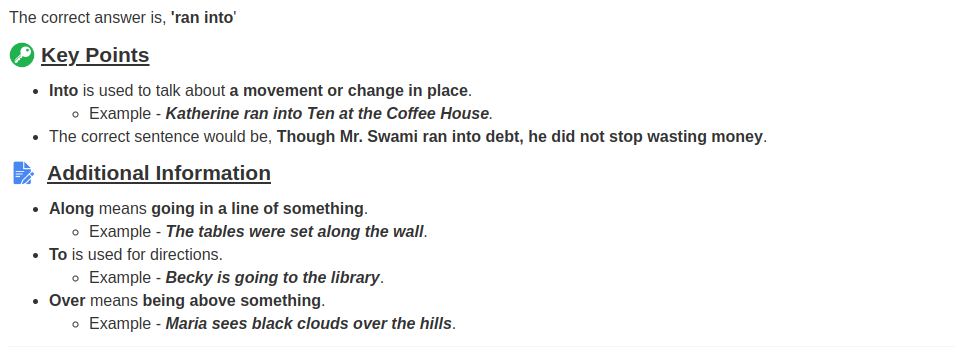 The correct answer is, 'ran into'
Key Points
• Into is used to talk about a movement or change in place.
◦ Example - Katherine ran into Ten at the Coffee House.
• The correct sentence would be, Though Mr. Swami ran into debt, he did not stop wasting money.
Additional Information
• Along means going in a line of something.
◦ Example - The tables were set along the wall.
• To is used for directions.
◦ Example - Becky is going to the library.
• Over means being above something.
◦ Example - Maria sees black clouds over the hills.